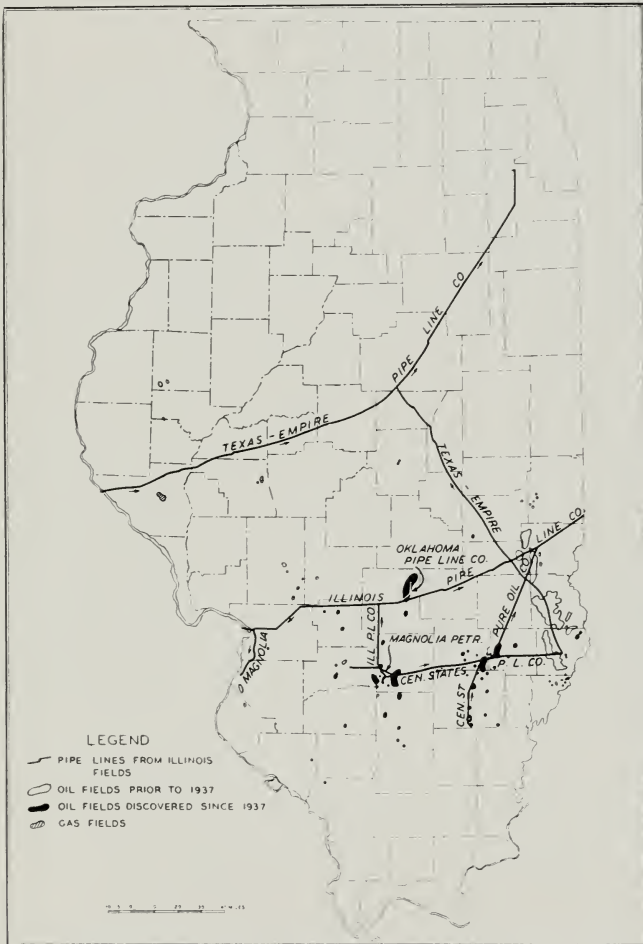 PIPE LINE CO
TEXAS - EMPIRE
TEXAS - EMPIRE
LINE CO.
OKLAHOMA
PIPE LINE CO.
PIPE
ILLINOIS
PURE OIL CO
ILL P.L CO
MAGNOLIA PETR.
MAGNOLIA
CEN. STATES
P. L. CO.
CEN. ST
LEGEND
PIPE LINES FROM ILLINOIS
FIELDS
OIL FIELDS PRIOR TO 1937
OIL FIELDS DISCOVERED SINCE 1937
GAS FIELDS